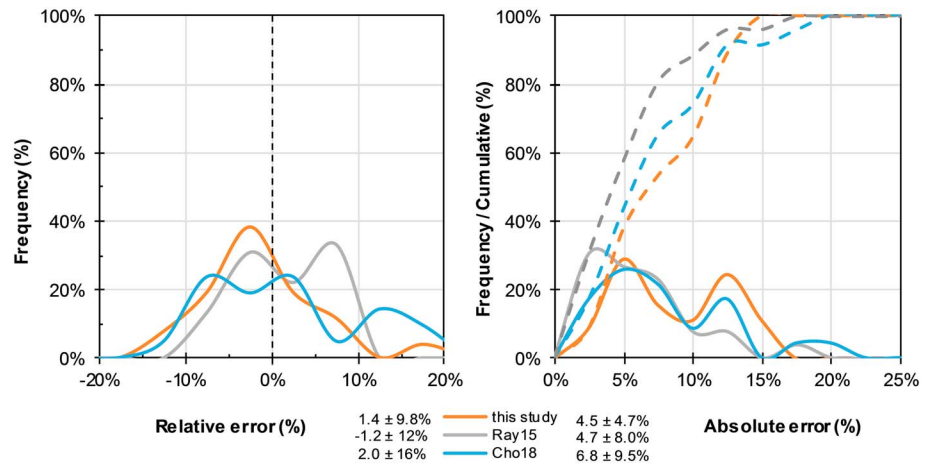 100%
80%
60%
40%
20%
0%
Frequency (%)
-20% -10% 0% 10% 20%
Relative error (%)
100%
80%
60%
40%
20%
0%
Frequency / Cumulative (%)
0% 5% 10% 15% 20% 25%
Absolute error (%)
1.4 ± 9.8% this study 4.5 ± 4.7%
-1.2 ± 12% Ray15 4.7 ± 8.0%
2.0 ± 16% Cho18 6.8 ± 9.5%